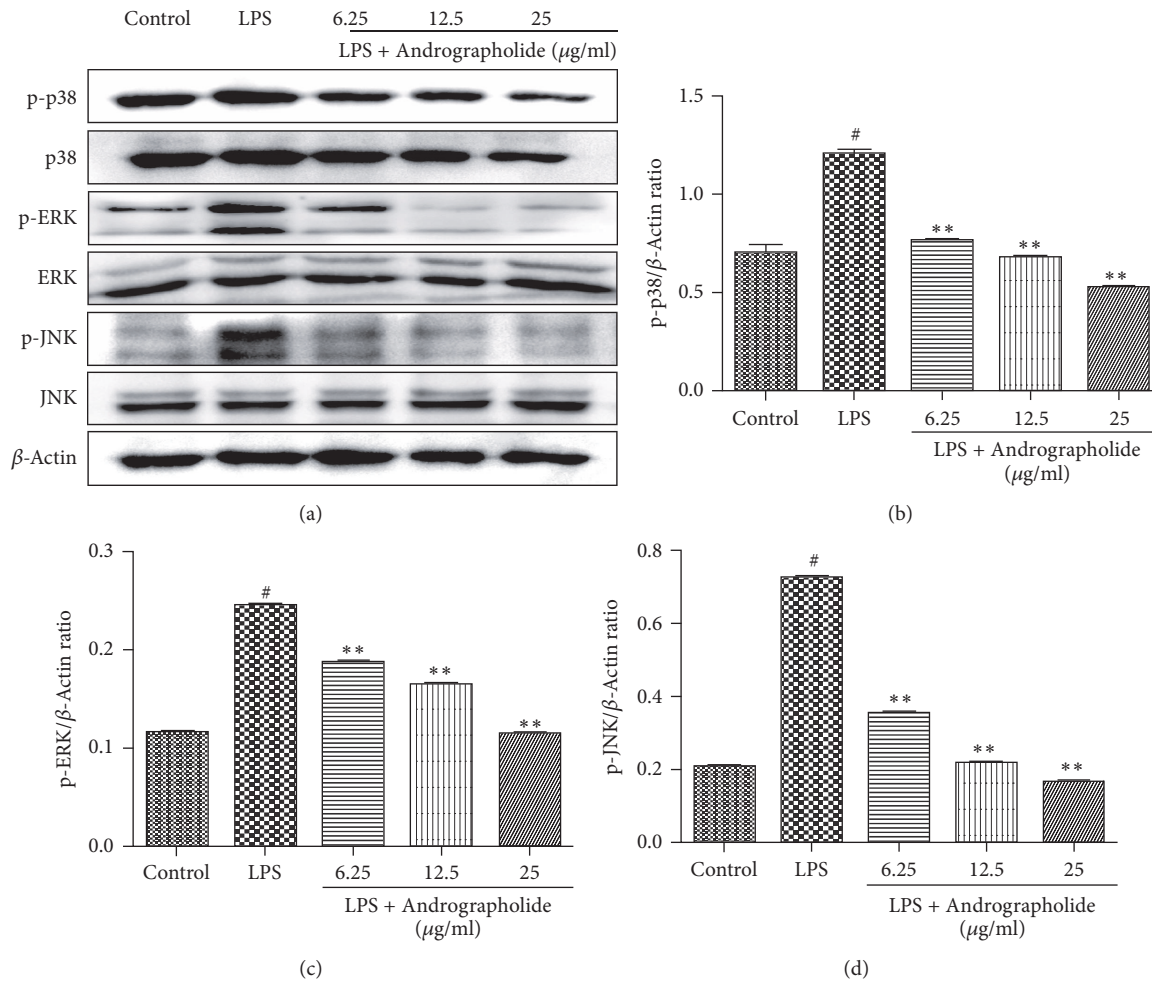 Control LPS 6.25 12.5 25
LPS + Andrographolide (μg/ml)
p-p38
p38
p-ERK
ERK
p-JNK
JNK
β-Actin
(a)
p-p38/β-Actin ratio
1.5
1.0
0.5
0.0
#
**
**
**
Control LPS 6.25 12.5 25
LPS + Andrographolide
(μg/ml)
(b)
p-ERK/β-Actin ratio
0.3
0.2
0.1
0.0
#
**
**
**
Control LPS 6.25 12.5 25
LPS + Andrographolide
(μg/ml)
(c)
p-JNK/β-Actin ratio
0.8
0.6
0.4
0.2
0.0
#
**
**
**
Control LPS 6.25 12.5 25
LPS + Andrographolide
(μg/ml)
(d)